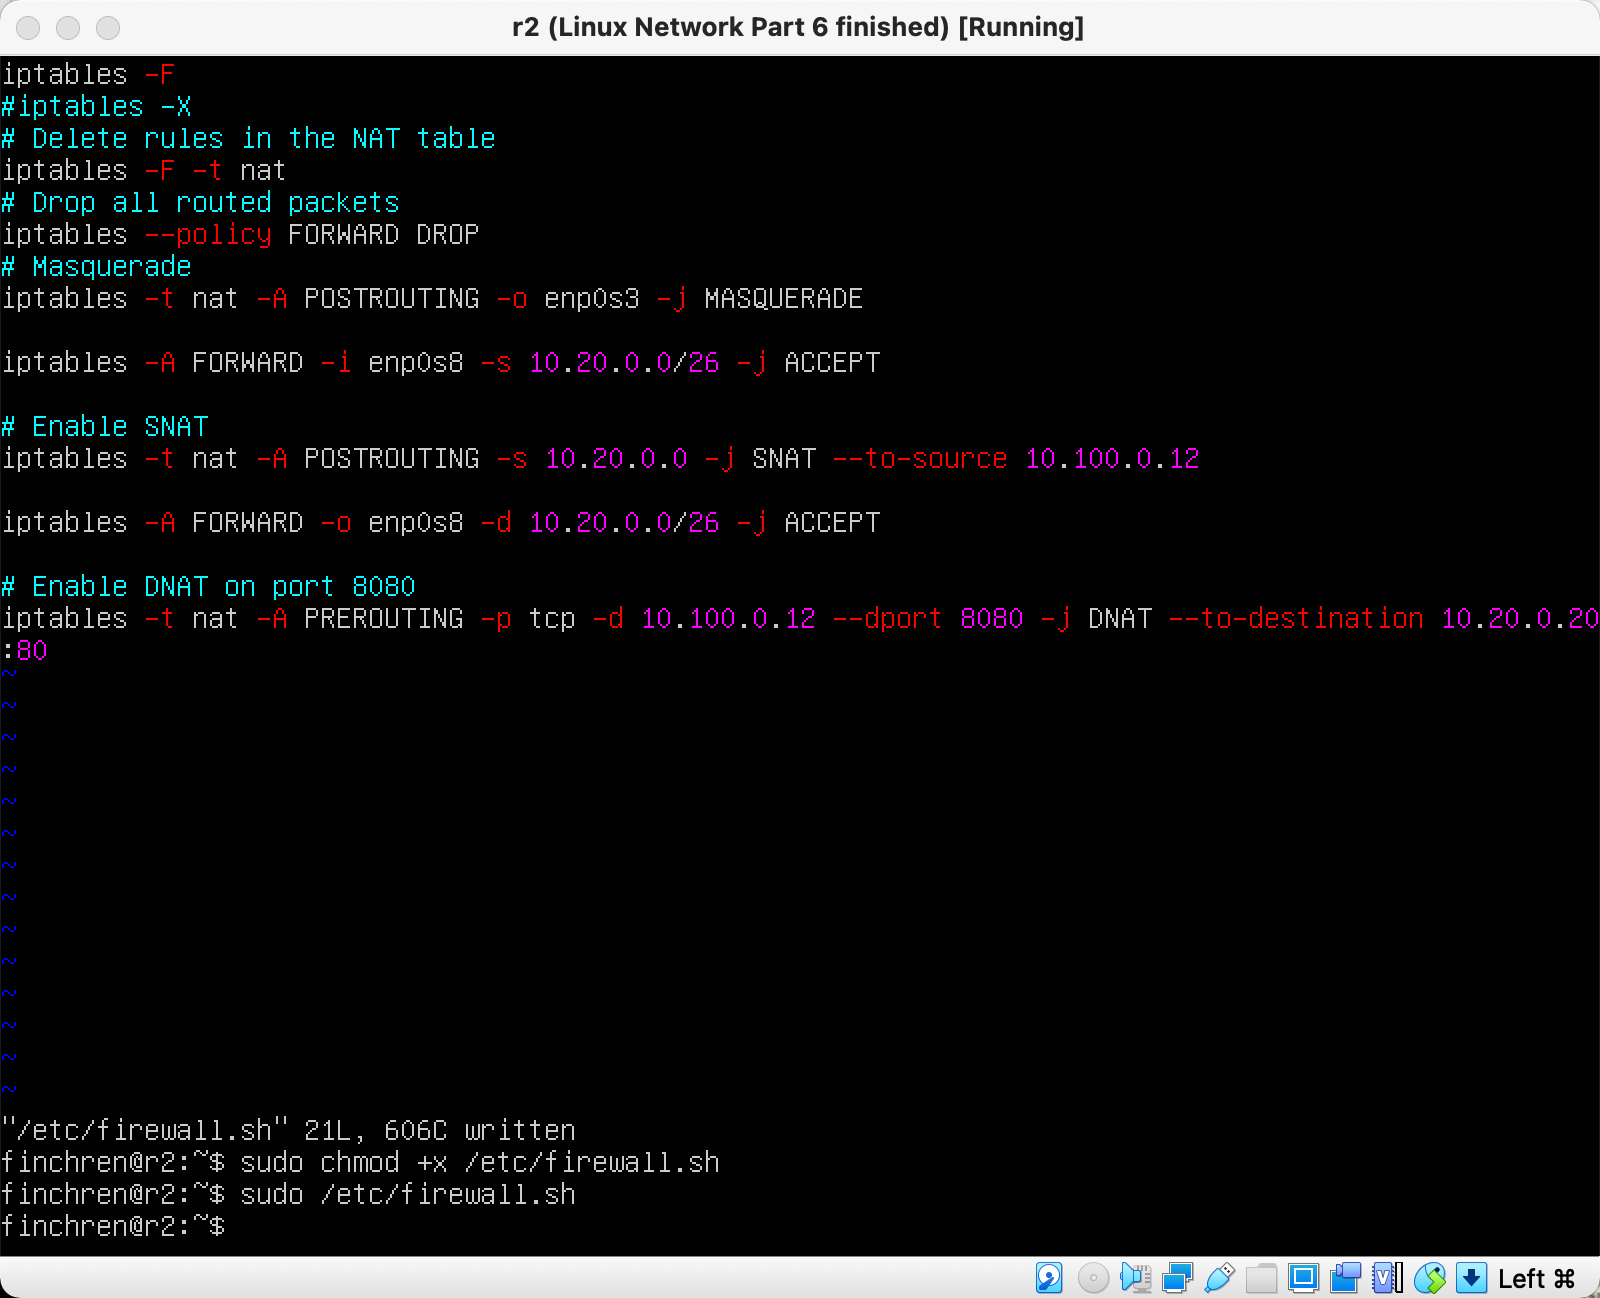 r2 (Linux Network Part 6 finished) [Running]
iptables -F
#iptables -X
# Delete rules in the NAT table
iptables -F -t nat
# Drop all routed packets
iptables --policy FORWARD DROP
# Masquerade
iptables -t nat -A POSTROUTING -o enp0s3 -j MASQUERADE
iptables -A FORWARD -i enp0s8 -s 10.20.0.0/26 -j ACCEPT
# Enable SNAT
iptables -t nat -A POSTROUTING -s 10.20.0.0 -j SNAT --to-source 10.100.0.12
iptables -A FORWARD -o enp0s8 -d 10.20.0.0/26 -j ACCEPT
# Enable DNAT on port 8080
iptables -t nat -A PREROUTING -p tcp -d 10.100.0.12 --dport 8080 -j DNAT --to-destination 10.20.0.20
:80
~
~
~
~
~
~
~
~
~
~
~
~
~
~
"/etc/firewall.sh" 21L, 606C written
finchren@r2:~$ sudo chmod +x /etc/firewall.sh
finchren@r2:~$ sudo /etc/firewall.sh
finchren@r2:~$
Left ⌘